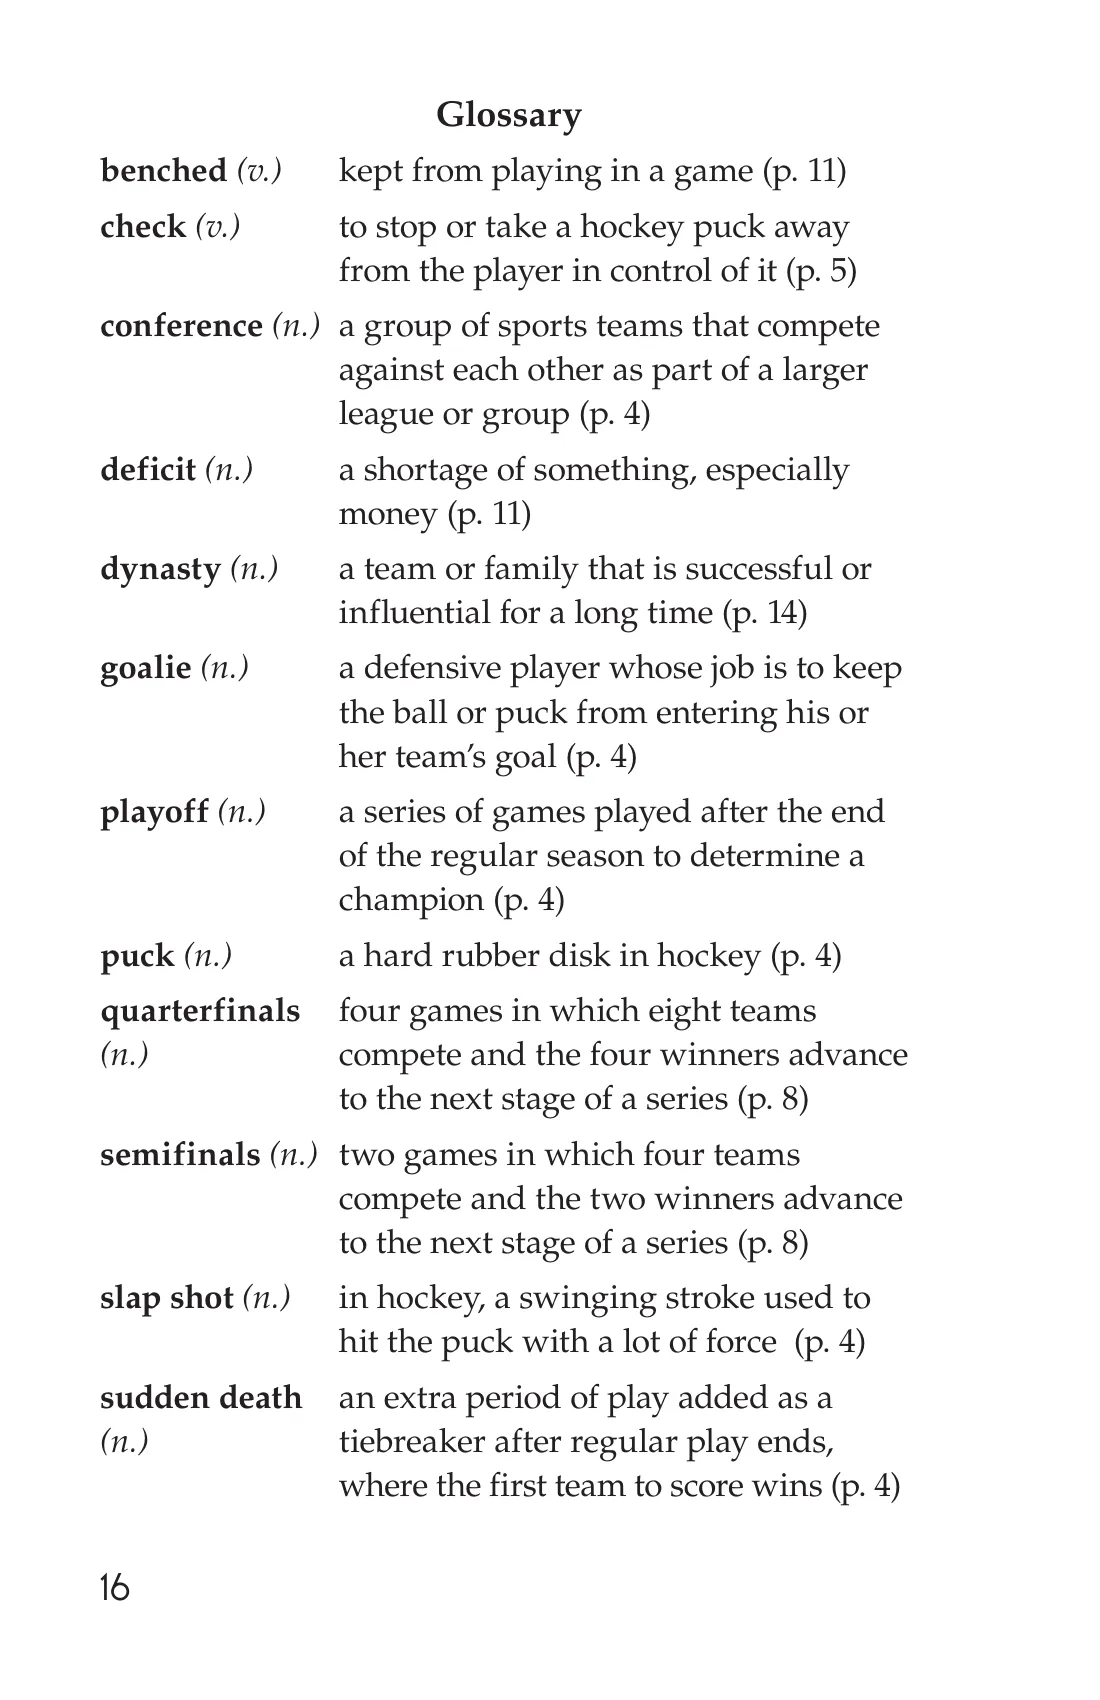 Glossary
benched (v.) kept from playing in a game (p. 11)
check (v.) to stop or take a hockey puck away
from the player in control of it (p. 5)
conference (n.) a group of sports teams that compete
against each other as part of a larger
league or group (p. 4)
deficit (n.) a shortage of something, especially
money (p. 11)
dynasty (n.) a team or family that is successful or
influential for a long time (p. 14)
goalie (n.) a defensive player whose job is to keep
the ball or puck from entering his or
her team’s goal (p. 4)
playoff (n.) a series of games played after the end
of the regular season to determine a
champion (p. 4)
puck (n.) a hard rubber disk in hockey (p. 4)
quarterfinals four games in which eight teams
(n.) compete and the four winners advance
to the next stage of a series (p. 8)
semifinals (n.) two games in which four teams
compete and the two winners advance
to the next stage of a series (p. 8)
slap shot (n.) in hockey, a swinging stroke used to
hit the puck with a lot of force (p. 4)
sudden death an extra period of play added as a
(n.) tiebreaker after regular play ends,
where the first team to score wins (p. 4)
16